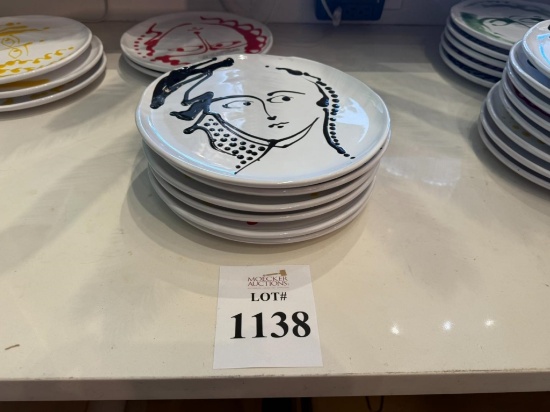 MOECKER
AUCTIONS
LOT#
1138